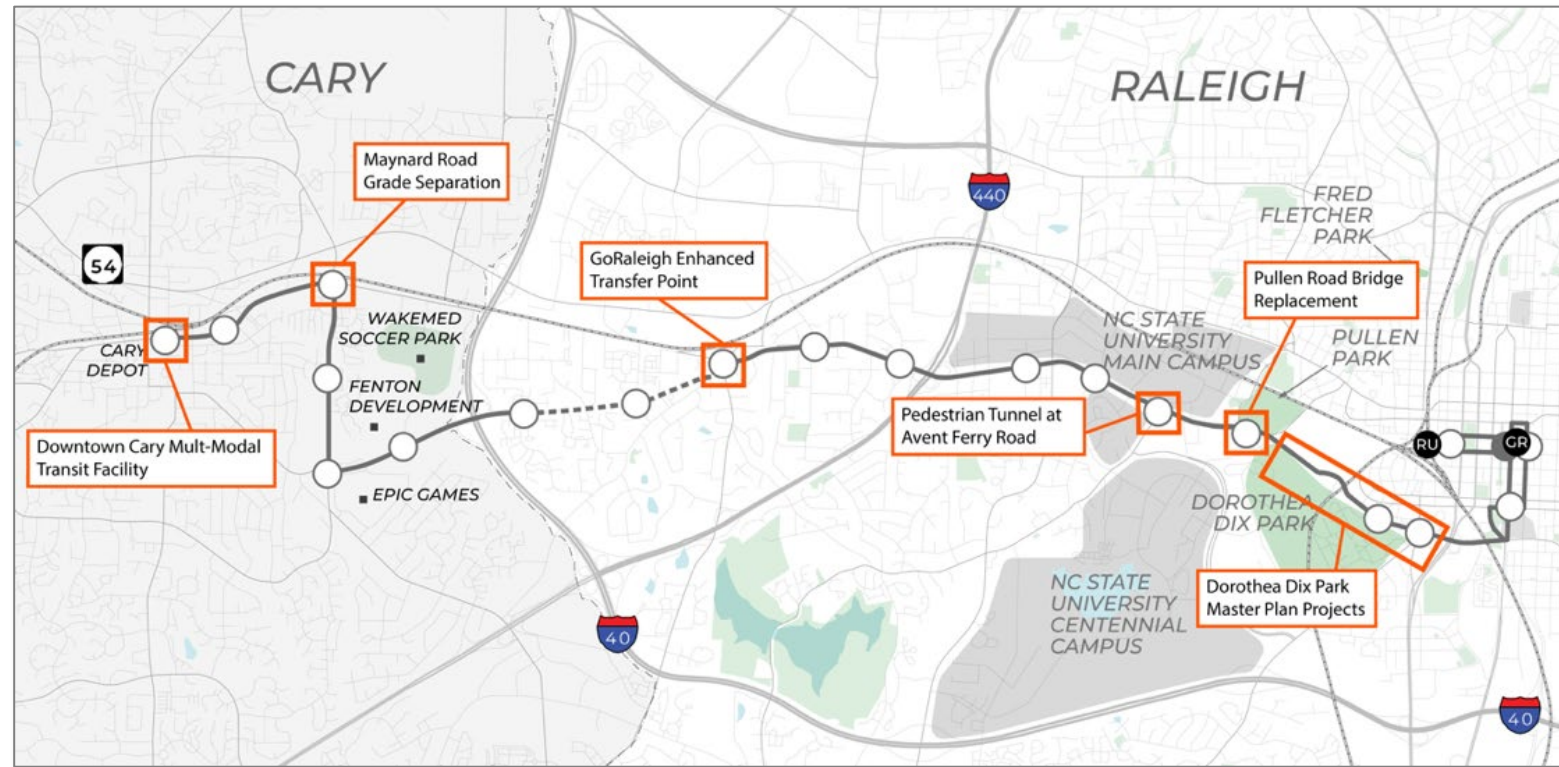 CARY
RALEIGH
Maynard Road
Grade Separation
440
FRED
FLETCHER
PARK
54
GoRaleigh Enhanced
Transfer Point
Pullen Road Bridge
Replacement
WAKEMED
SOCCER PARK
NC STATE
UNIVERSITY
MAIN CAMPUS
PULLEN
PARK
CARY
DEPOT
FENTON
DEVELOPMENT
Pedestrian Tunnel at
Avent Ferry Road
RU
GR
Downtown Cary Mult-Modal
Transit Facility
EPIC GAMES
DOROTHEA
DIX PARK
NC STATE
UNIVERSITY
CENTENNIAL
CAMPUS
Dorothea Dix Park
Master Plan Projects
40
40